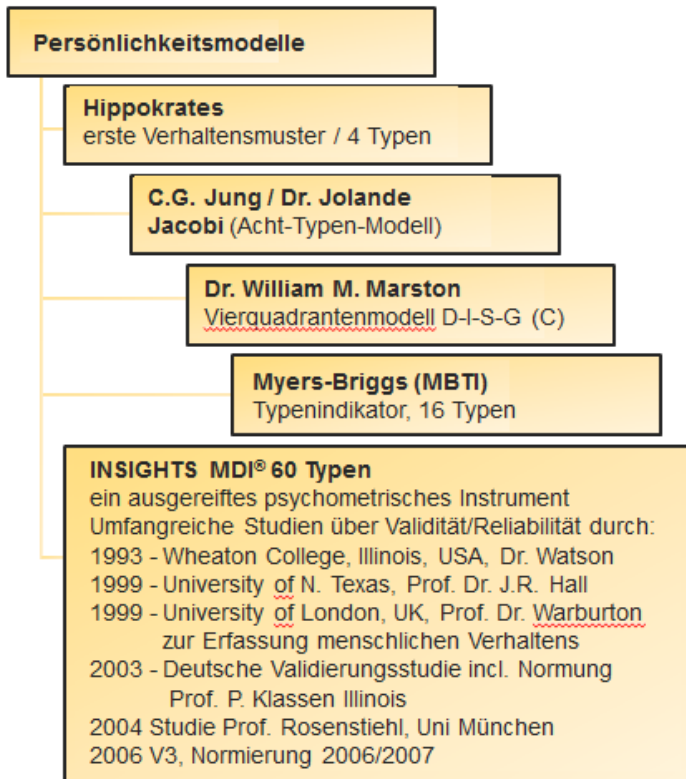 Persönlichkeitsmodelle
Hippokrates
erste Verhaltensmuster / 4 Typen
C.G. Jung / Dr. Jolande
Jacobi (Acht-Typen-Modell)
Dr. William M. Marston
Vierquadrantenmodell D-I-S-G (C)
Myers-Briggs (MBTI)
Typenindikator, 16 Typen
INSIGHTS MDI® 60 Typen
ein ausgereiftes psychometrisches Instrument
Umfangreiche Studien über Validität/Reliabilität durch:
1993 - Wheaton College, Illinois, USA, Dr. Watson
1999 - University of N. Texas, Prof. Dr. J.R. Hall
1999 - University of London, UK, Prof. Dr. Warburton
zur Erfassung menschlichen Verhaltens
2003 - Deutsche Validierungsstudie incl. Normung
Prof. P. Klassen Illinois
2004 Studie Prof. Rosenstiehl, Uni München
2006 V3, Normierung 2006/2007